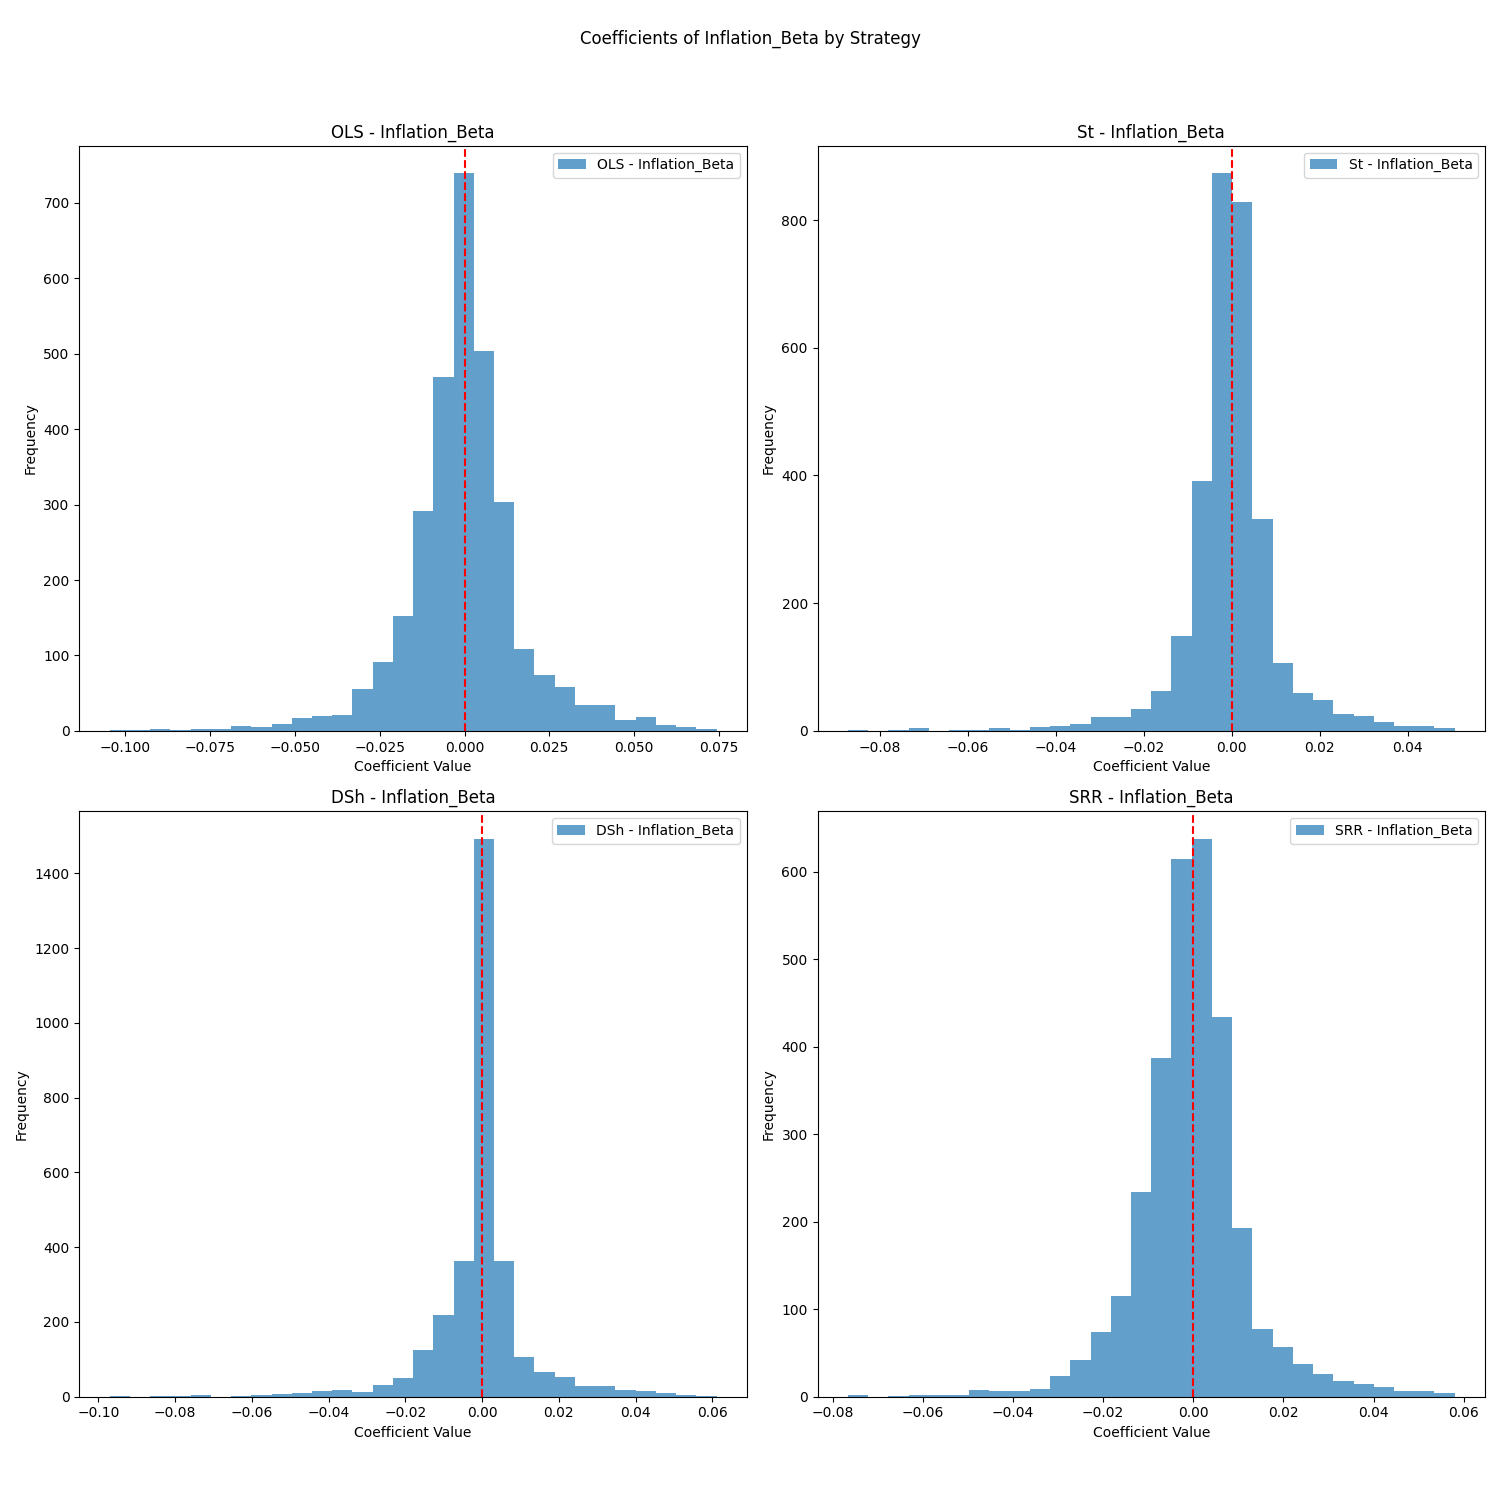 Coefficients of Inflation_Beta by Strategy
OLS - Inflation_Beta
OLS - Inflation_Beta
Frequency
700
600
500
400
300
200
100
0
−0.100 −0.075 −0.050 −0.025 0.000 0.025 0.050 0.075
Coefficient Value
St - Inflation_Beta
St - Inflation_Beta
Frequency
800
600
400
200
0
−0.08 −0.06 −0.04 −0.02 0.00 0.02 0.04
Coefficient Value
DSh - Inflation_Beta
DSh - Inflation_Beta
Frequency
1400
1200
1000
800
600
400
200
0
−0.10 −0.08 −0.06 −0.04 −0.02 0.00 0.02 0.04 0.06
Coefficient Value
SRR - Inflation_Beta
SRR - Inflation_Beta
Frequency
600
500
400
300
200
100
0
−0.08 −0.06 −0.04 −0.02 0.00 0.02 0.04 0.06
Coefficient Value